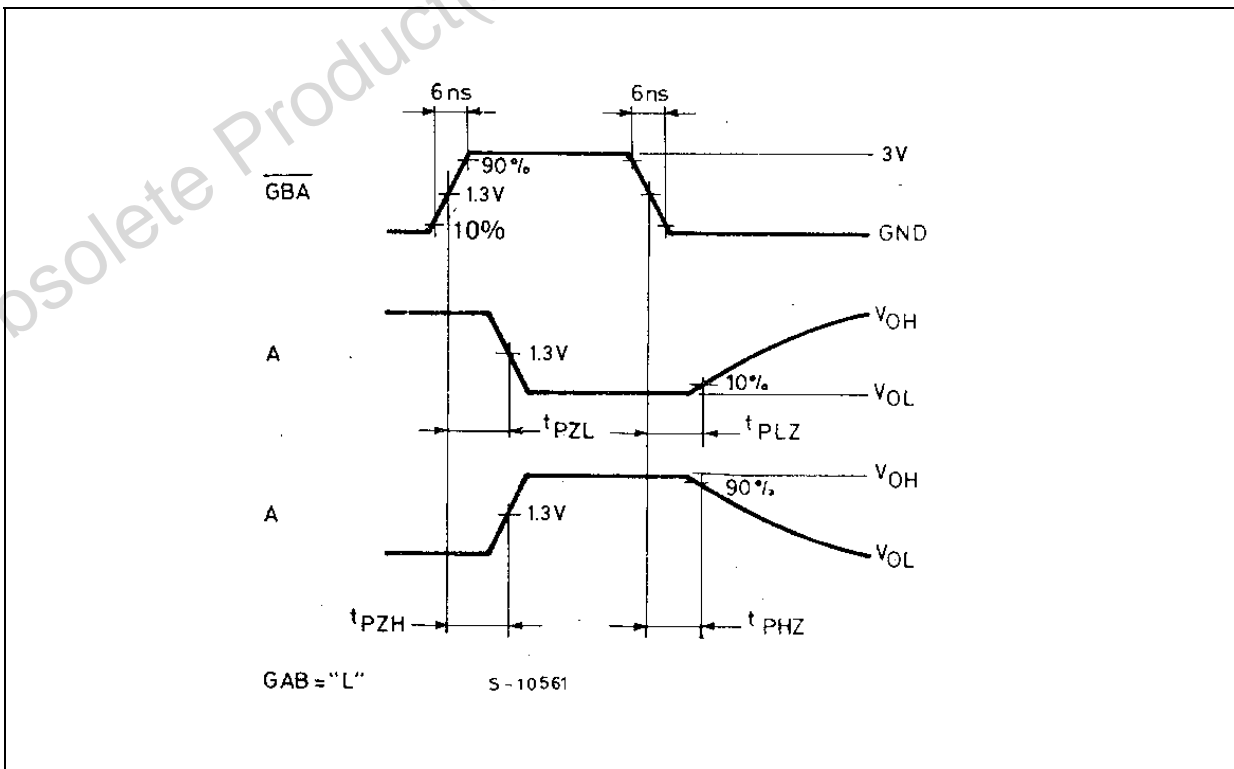 bsolete Product(
6ns 6ns
90% 3V
GBA 1.3V
10% GND
VOH
A 1.3V
10%
VOL
tPZL tPLZ
VOH
90%
A 1.3V
VOL
tPZH tPHZ
GAB = "L" S-10561